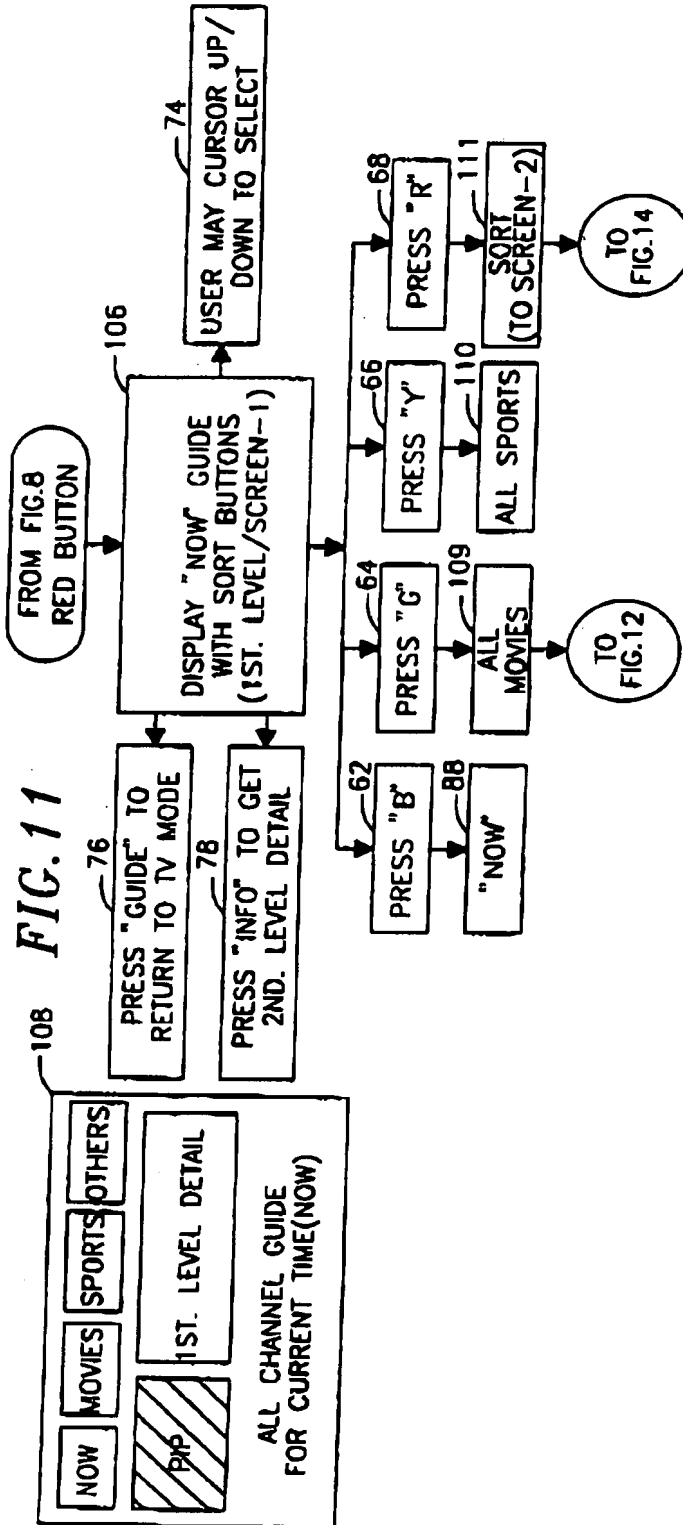 FIG.11
108
NOW
MOVIES
SPORTS
OTHERS
PIP
1ST. LEVEL DETAIL
ALL CHANNEL GUIDE
FOR CURRENT TIME(NOW)
FROM FIG.8
RED BUTTON
106
DISPLAY "NOW" GUIDE
WITH SORT BUTTONS
(1ST. LEVEL/SCREEN-1)
76
PRESS "GUIDE" TO
RETURN TO TV MODE
78
PRESS "INFO" TO GET
2ND. LEVEL DETAIL
74
USER MAY CURSOR UP/
DOWN TO SELECT
62
PRESS "B"
88
"NOW"
64
PRESS "G"
109
ALL
MOVIES
TO
FIG.12
66
PRESS "Y"
110
ALL SPORTS
68
PRESS "R"
111
SORT
(TO SCREEN-2)
TO
FIG.14